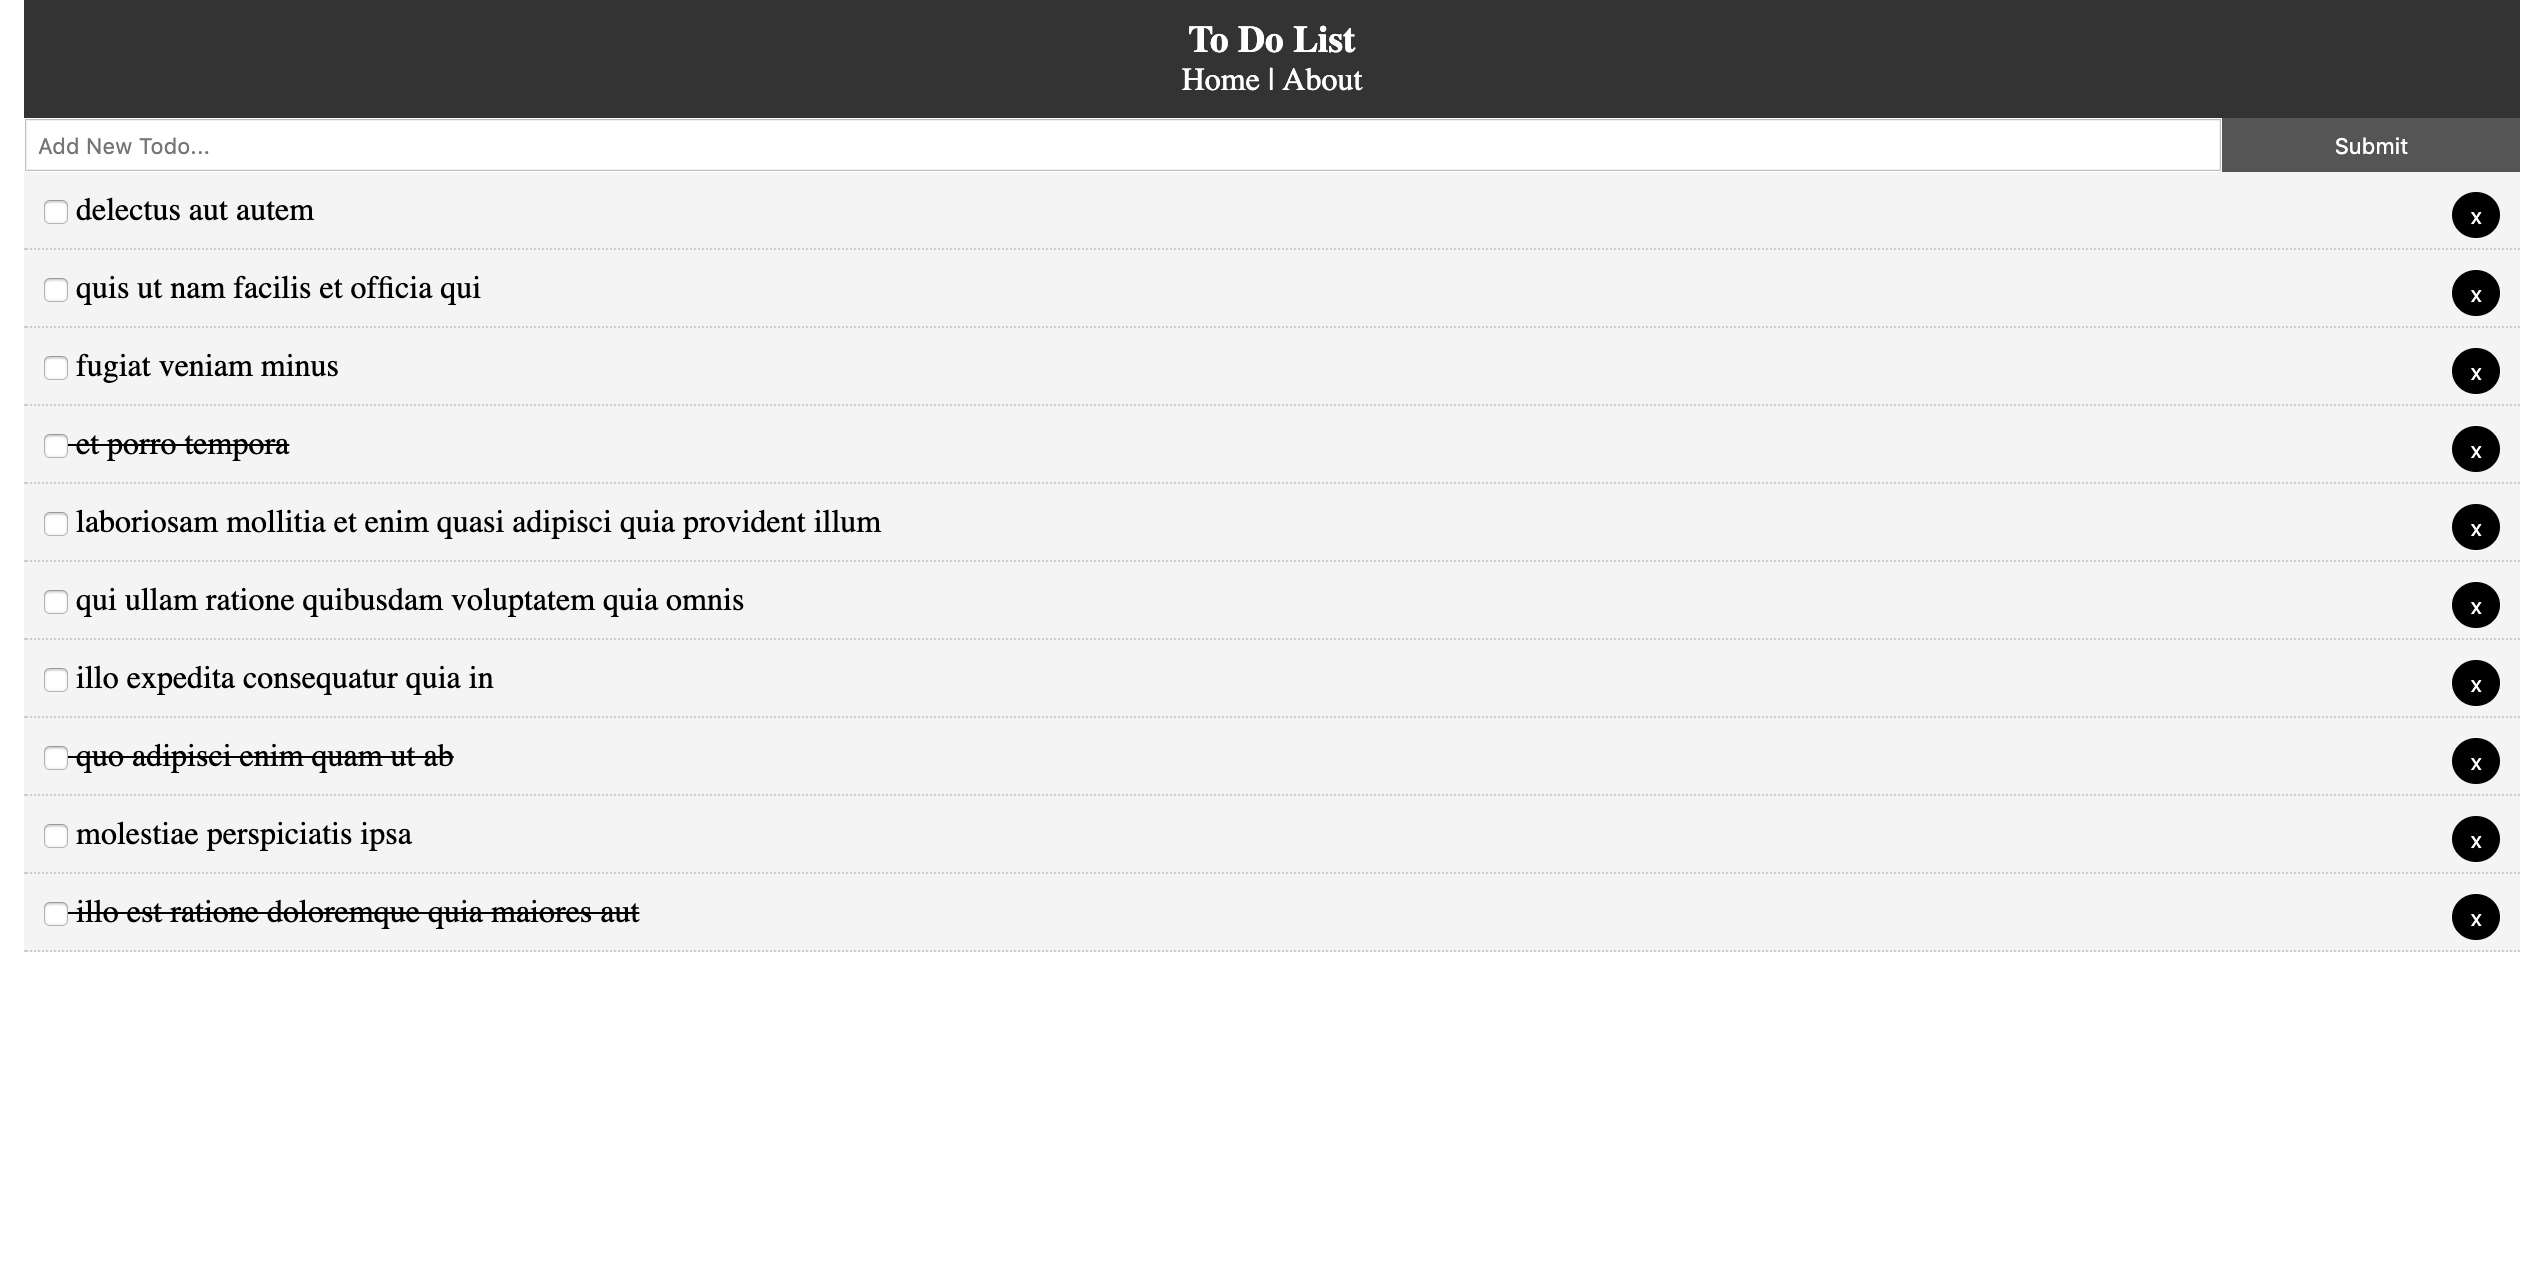 To Do List
Home | About
Add New Todo...
Submit
delectus aut autem
x
quis ut nam facilis et officia qui
x
fugiat veniam minus
x
et porro tempora
x
laboriosam mollitia et enim quasi adipisci quia provident illum
x
qui ullam ratione quibusdam voluptatem quia omnis
x
illo expedita consequatur quia in
x
quo adipisci enim quam ut ab
x
molestiae perspiciatis ipsa
x
illo est ratione doloremque quia maiores aut
x